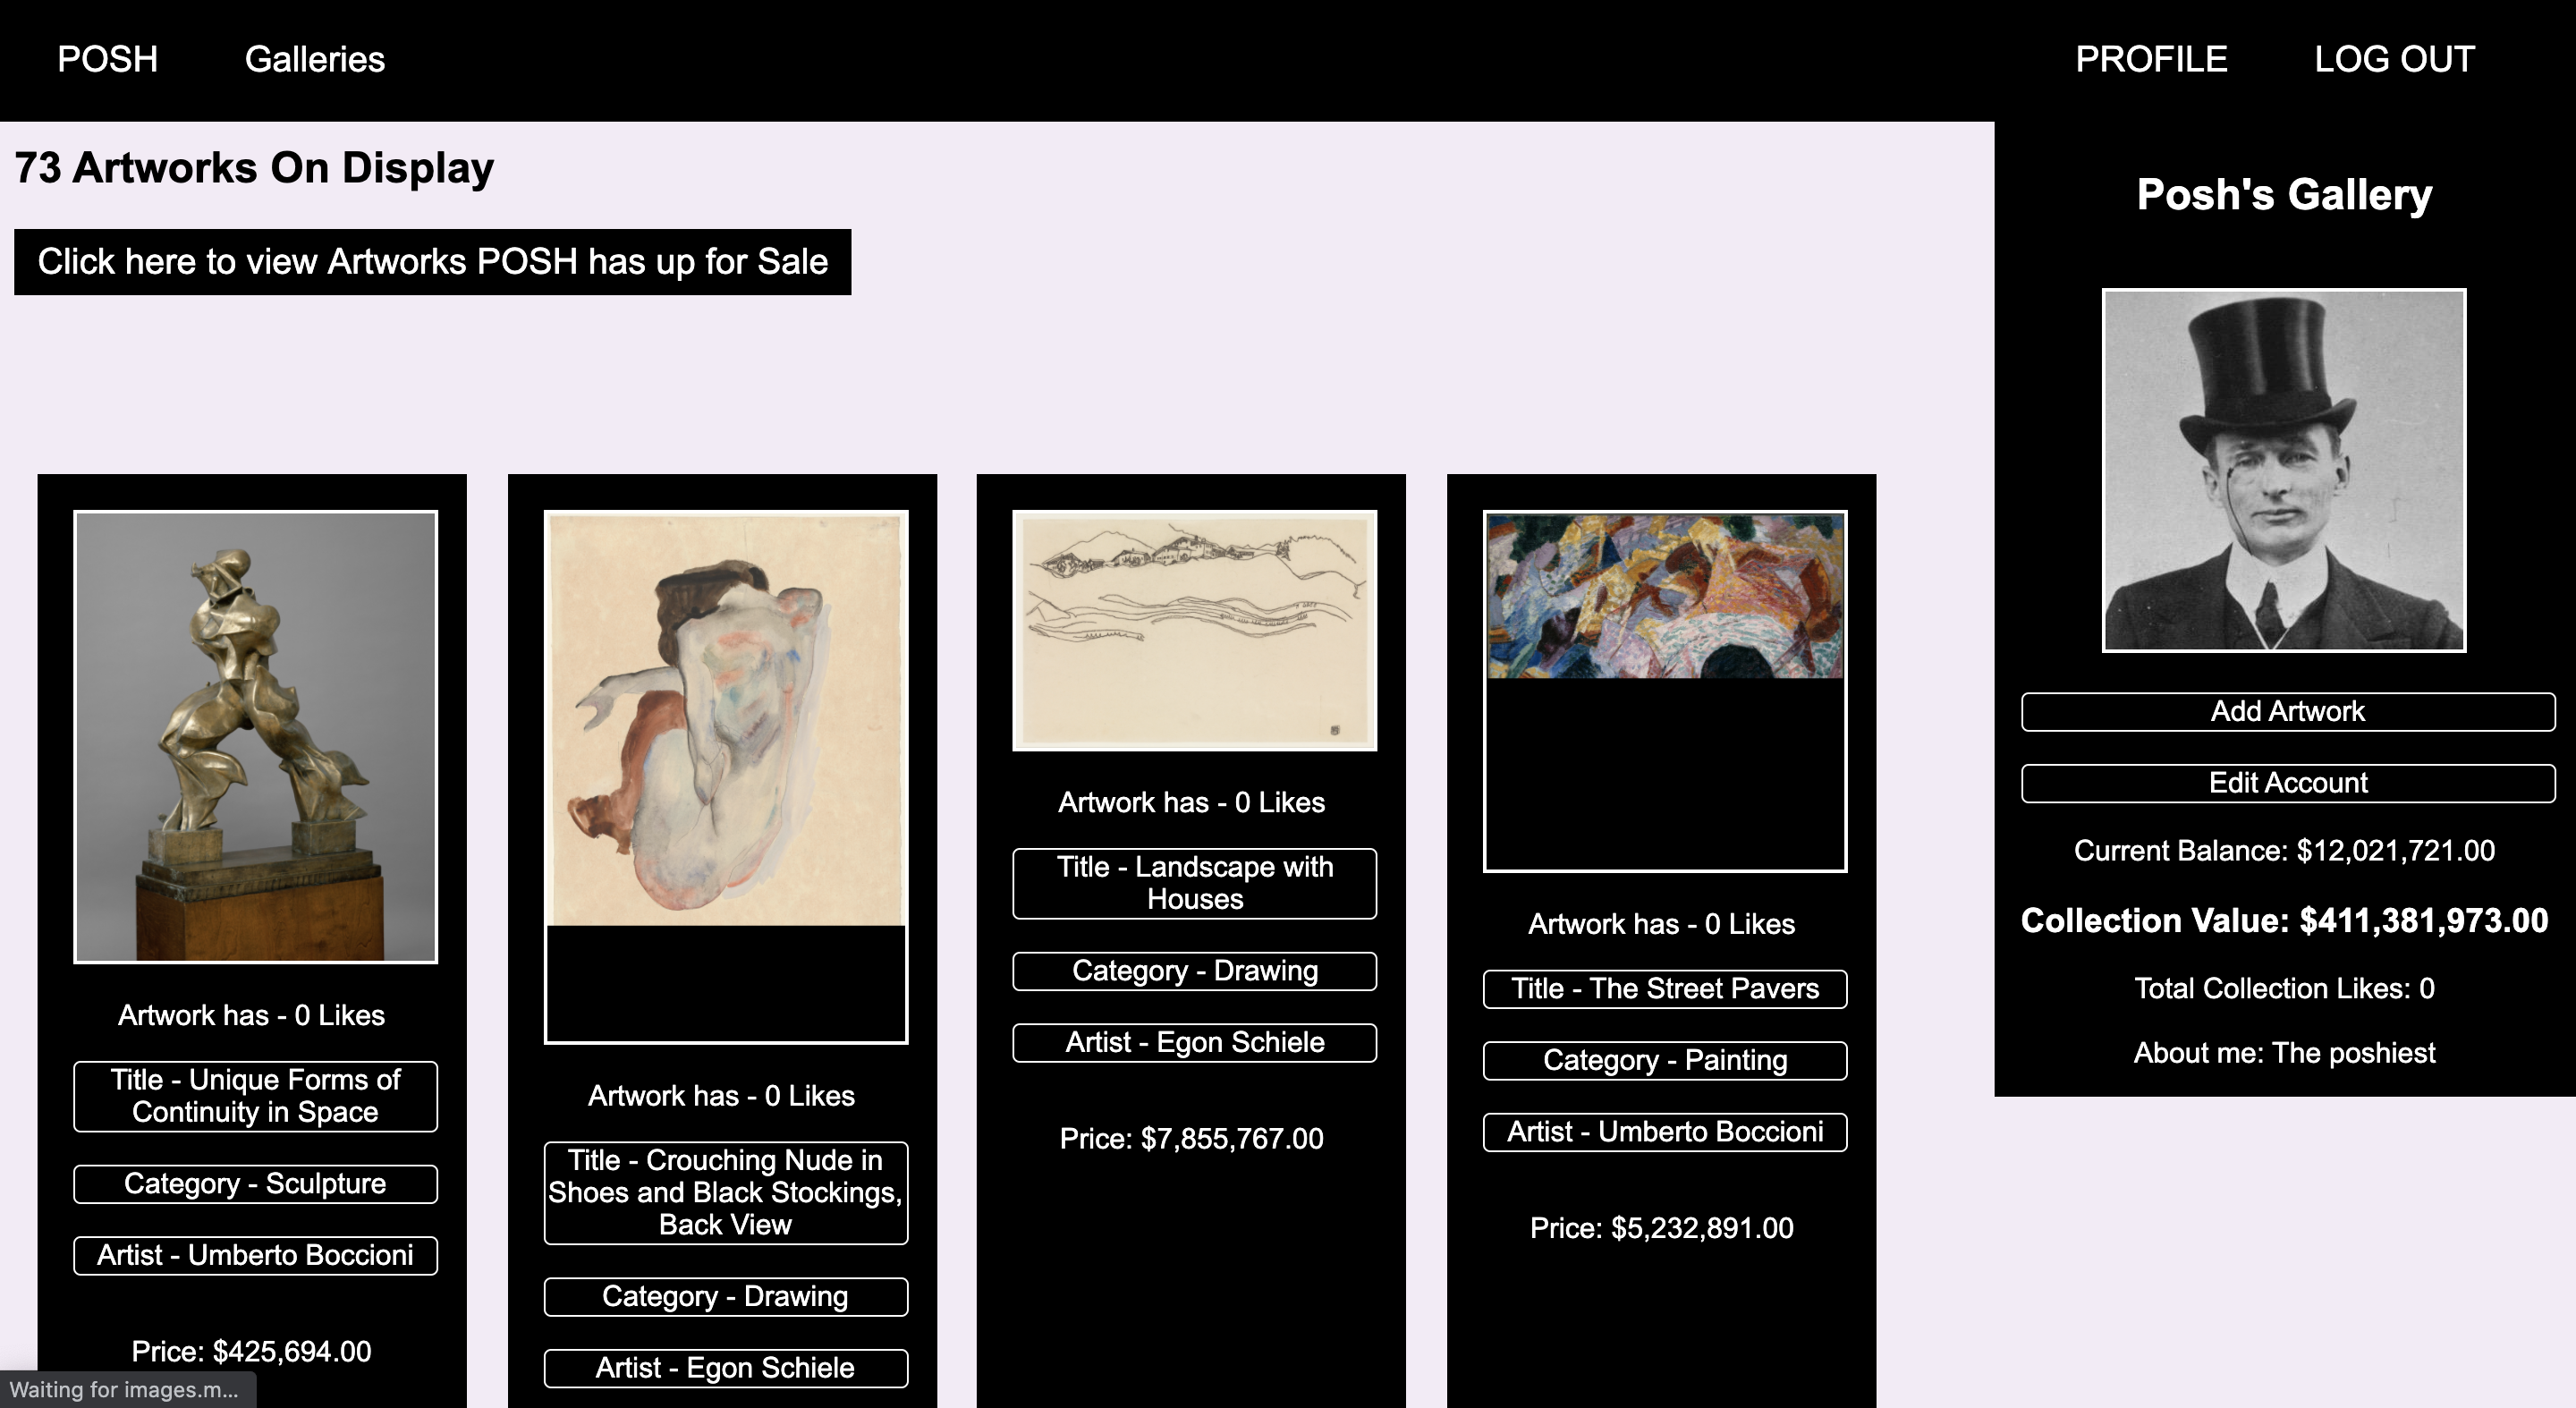 POSH Galleries PROFILE LOG OUT
73 Artworks On Display
Click here to view Artworks POSH has up for Sale
Artwork has - 0 Likes
Title - Unique Forms of
Continuity in Space
Category - Sculpture
Artist - Umberto Boccioni
Price: $425,694.00
Artwork has - 0 Likes
Title - Crouching Nude in
Shoes and Black Stockings,
Back View
Category - Drawing
Artist - Egon Schiele
Artwork has - 0 Likes
Title - Landscape with
Houses
Category - Drawing
Artist - Egon Schiele
Price: $7,855,767.00
Artwork has - 0 Likes
Title - The Street Pavers
Category - Painting
Artist - Umberto Boccioni
Price: $5,232,891.00
Posh's Gallery
Add Artwork
Edit Account
Current Balance: $12,021,721.00
Collection Value: $411,381,973.00
Total Collection Likes: 0
About me: The poshiest
Waiting for images.m...